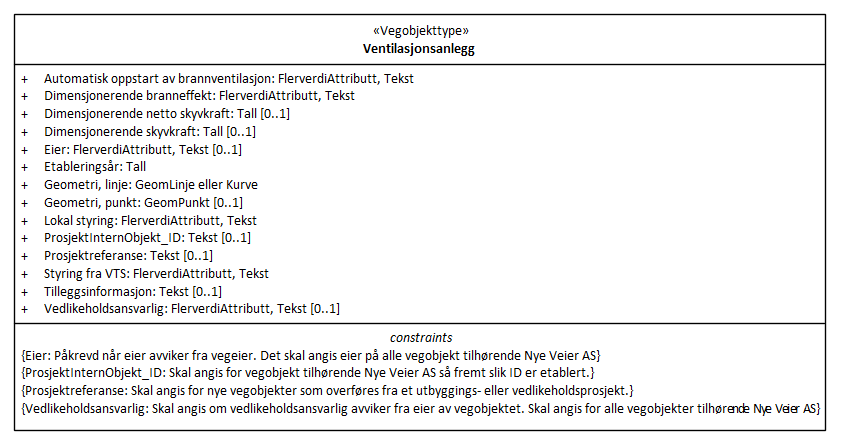 «Vegobjekttype»
Ventilasjonsanlegg
+ Automatisk oppstart av brannventilasjon: FlerverdiAttributt, Tekst
+ Dimensjonerende branneffekt: FlerverdiAttributt, Tekst
+ Dimensjonerende netto skyvkraft: Tall [0..1]
+ Dimensjonerende skyvkraft: Tall [0..1]
+ Eier: FlerverdiAttributt, Tekst [0..1]
+ Etableringsår: Tall
+ Geometri, linje: GeomLinje eller Kurve
+ Geometri, punkt: GeomPunkt [0..1]
+ Lokal styring: FlerverdiAttributt, Tekst
+ ProsjektInternObjekt_ID: Tekst [0..1]
+ Prosjektreferanse: Tekst [0..1]
+ Styring fra VTS: FlerverdiAttributt, Tekst
+ Tilleggsinformasjon: Tekst [0..1]
+ Vedlikeholdsansvarlig: FlerverdiAttributt, Tekst [0..1]
constraints
{Eier: Påkrevd når eier avviker fra vegeier. Det skal angis eier på alle vegobjekt tilhørende Nye Veier AS}
{ProsjektInternObjekt_ID: Skal angis for vegobjekt tilhørende Nye Veier AS så fremt slik ID er etablert.}
{Prosjektreferanse: Skal angis for nye vegobjekter som overføres fra et utbyggings- eller vedlikeholdsprosjekt.}
{Vedlikeholdsansvarlig: Skal angis om vedlikeholdsansvarlig avviker fra eier av vegobjektet. Skal angis for alle vegobjekter tilhørende Nye Veier AS}